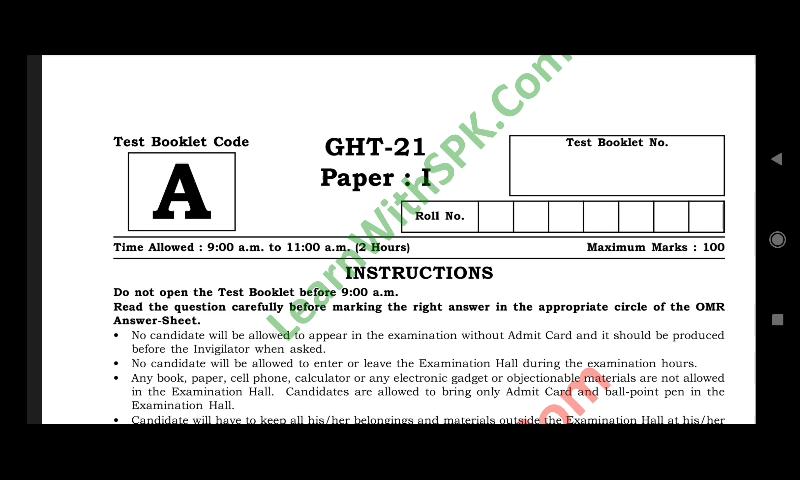 Test Booklet Code
A
GHT-21
Paper : I
Test Booklet No.
Roll No.
Time Allowed : 9:00 a.m. to 11:00 a.m. (2 Hours)
Maximum Marks : 100
INSTRUCTIONS
Do not open the Test Booklet before 9:00 a.m.
Read the question carefully before marking the right answer in the appropriate circle of the OMR
Answer-Sheet.
• No candidate will be allowed to appear in the examination without Admit Card and it should be produced
before the Invigilator when asked.
• No candidate will be allowed to enter or leave the Examination Hall during the examination hours.
• Any book, paper, cell phone, calculator or any electronic gadget or objectionable materials are not allowed
in the Examination Hall. Candidates are allowed to bring only Admit Card and ball-point pen in the
Examination Hall.
• Candidate will have to keep all his/her belongings and materials outside the Examination Hall at his/her
LearnWithSPK.Com
com